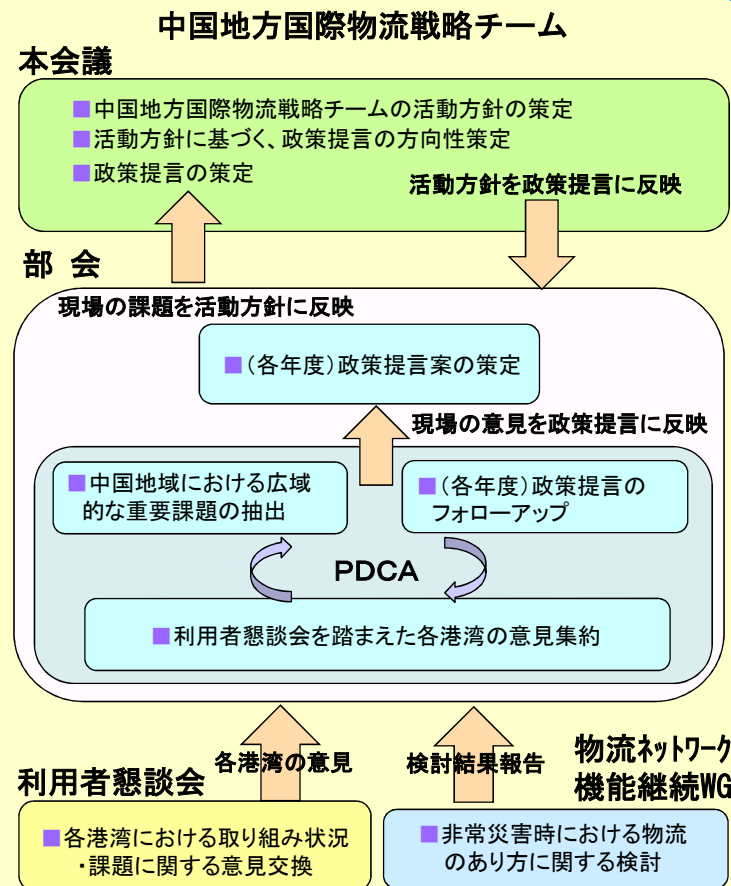 中国地方国際物流戦略チーム
本会議
■中国地方国際物流戦略チームの活動方針の策定
■活動方針に基づく、政策提言の方向性策定
■政策提言の策定
活動方針を政策提言に反映
部 会
現場の課題を活動方針に反映
■(各年度)政策提言案の策定
現場の意見を政策提言に反映
■中国地域における広域
的な重要課題の抽出
■(各年度)政策提言の
フォローアップ
PDCA
■利用者懇談会を踏まえた各港湾の意見集約
各港湾の意見
検討結果報告
利用者懇談会
■各港湾における取り組み状況
・課題に関する意見交換
物流ネットワーク
機能継続WG
■非常災害時における物流
のあり方に関する検討